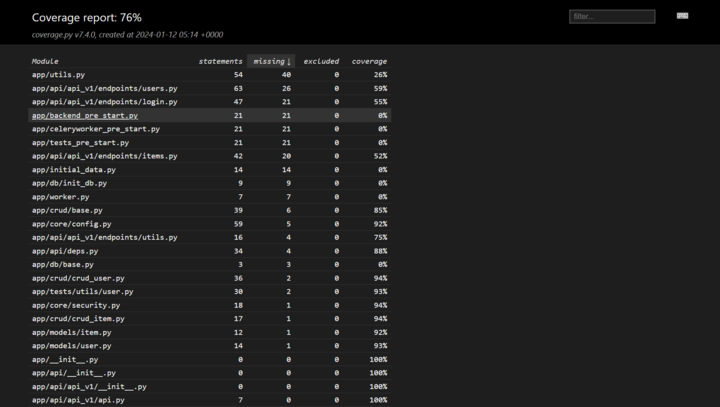 Coverage report: 76%
filter...
coverage.py v7.4.0, created at 2024-01-12 05:14 +0000
Module statements missing ↓ excluded coverage
app/utils.py 54 40 0 26%
app/api/api_v1/endpoints/users.py 63 26 0 59%
app/api/api_v1/endpoints/login.py 47 21 0 55%
app/backend_pre_start.py 21 21 0 0%
app/celeryworker_pre_start.py 21 21 0 0%
app/tests_pre_start.py 21 21 0 0%
app/api/api_v1/endpoints/items.py 42 20 0 52%
app/initial_data.py 14 14 0 0%
app/db/init_db.py 9 9 0 0%
app/worker.py 7 7 0 0%
app/crud/base.py 39 6 0 85%
app/core/config.py 59 5 0 92%
app/api/api_v1/endpoints/utils.py 16 4 0 75%
app/api/deps.py 34 4 0 88%
app/db/base.py 3 3 0 0%
app/crud/crud_user.py 36 2 0 94%
app/tests/utils/user.py 30 2 0 93%
app/core/security.py 18 1 0 94%
app/crud/crud_item.py 17 1 0 94%
app/models/item.py 12 1 0 92%
app/models/user.py 14 1 0 93%
app/__init__.py 0 0 0 100%
app/api/__init__.py 0 0 0 100%
app/api/api_v1/__init__.py 0 0 0 100%
app/api/api_v1/api.py 7 0 0 100%